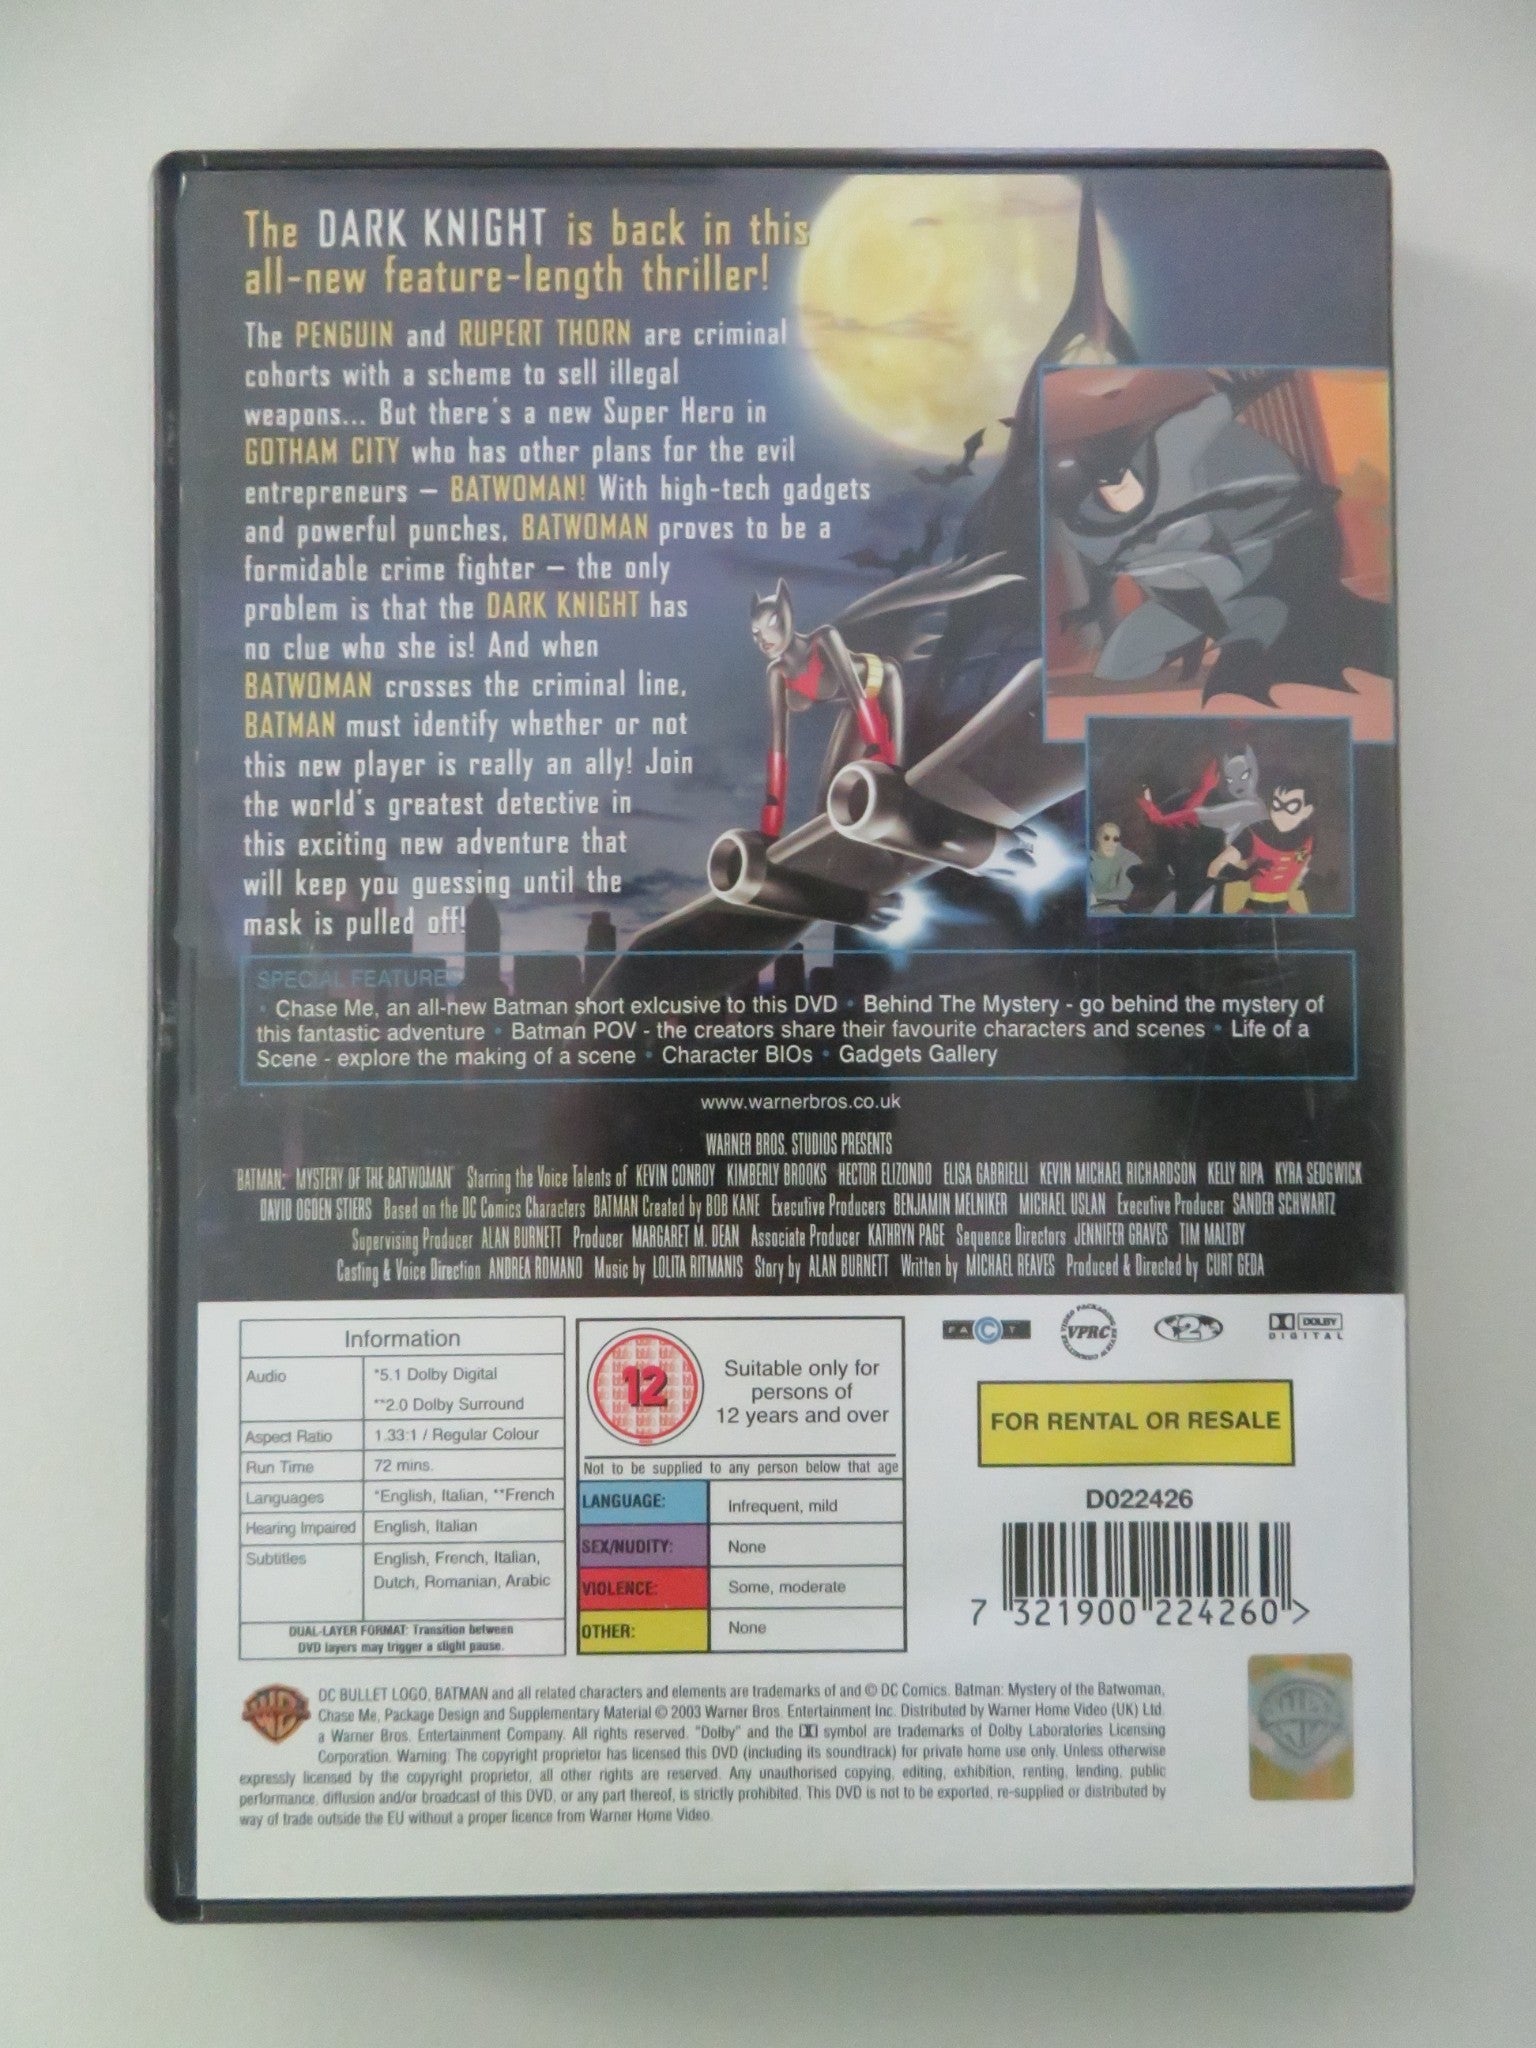 The DARK KNIGHT is back in this
all-new feature-length thriller!
The PENGUIN and RUPERT THORN are criminal
cohorts with a scheme to sell illegal
weapons... But there's a new Super Hero in
GOTHAM CITY who has other plans for the evil
entrepreneurs – BATWOMAN! With high-tech gadgets
and powerful punches, BATWOMAN proves to be a
formidable crime fighter – the only
problem is that the DARK KNIGHT has
no clue who she is! And when
BATWOMAN crosses the criminal line,
BATMAN must identify whether or not
this new player is really an ally! Join
the world's greatest detective in
this exciting new adventure that
will keep you guessing until the
mask is pulled off!
SPECIAL FEATURES
• Chase Me, an all-new Batman short exlcusive to this DVD • Behind The Mystery - go behind the mystery of
this fantastic adventure • Batman POV - the creators share their favourite characters and scenes • Life of a
Scene - explore the making of a scene • Character BIOs • Gadgets Gallery
www.warnerbros.co.uk
WARNER BROS. STUDIOS PRESENTS
"BATMAN: MYSTERY OF THE BATWOMAN" Starring the Voice Talents of KEVIN CONROY KIMBERLY BROOKS HECTOR ELIZONDO ELISA GABRIELLI KEVIN MICHAEL RICHARDSON KELLY RIPA KYRA SEDGWICK
DAVID OGDEN STIERS Based on the DC Comics Characters BATMAN Created by BOB KANE Executive Producers BENJAMIN MELNIKER MICHAEL USLAN Executive Producer SANDER SCHWARTZ
Supervising Producer ALAN BURNETT Producer MARGARET M. DEAN Associate Producer KATHRYN PAGE Sequence Directors JENNIFER GRAVES TIM MALTBY
Casting & Voice Direction ANDREA ROMANO Music by LOLITA RITMANIS Story by ALAN BURNETT Written by MICHAEL REAVES Produced & Directed by CURT GEDA
Information
Audio *5.1 Dolby Digital
**2.0 Dolby Surround
Aspect Ratio 1.33:1 / Regular Colour
Run Time 72 mins.
Languages *English, Italian, **French
Hearing Impaired English, Italian
Subtitles English, French, Italian,
Dutch, Romanian, Arabic
DUAL-LAYER FORMAT: Transition between
DVD layers may trigger a slight pause.
12
Suitable only for
persons of
12 years and over
Not to be supplied to any person below that age
LANGUAGE: Infrequent, mild
SEX/NUDITY: None
VIOLENCE: Some, moderate
OTHER: None
FACT
VIDEO PACKAGING REVIEW COMMITTEE
VPRC
2
DOLBY
DIGITAL
FOR RENTAL OR RESALE
D022426
7 321900 224260 >
WB
DC BULLET LOGO, BATMAN and all related characters and elements are trademarks of and © DC Comics. Batman: Mystery of the Batwoman,
Chase Me, Package Design and Supplementary Material © 2003 Warner Bros. Entertainment Inc. Distributed by Warner Home Video (UK) Ltd.
a Warner Bros. Entertainment Company. All rights reserved. "Dolby" and the DD symbol are trademarks of Dolby Laboratories Licensing
Corporation. Warning: The copyright proprietor has licensed this DVD (including its soundtrack) for private home use only. Unless otherwise
expressly licensed by the copyright proprietor, all other rights are reserved. Any unauthorised copying, editing, exhibition, renting, lending, public
performance, diffusion and/or broadcast of this DVD, or any part thereof, is strictly prohibited. This DVD is not to be exported, re-supplied or distributed by
way of trade outside the EU without a proper licence from Warner Home Video.